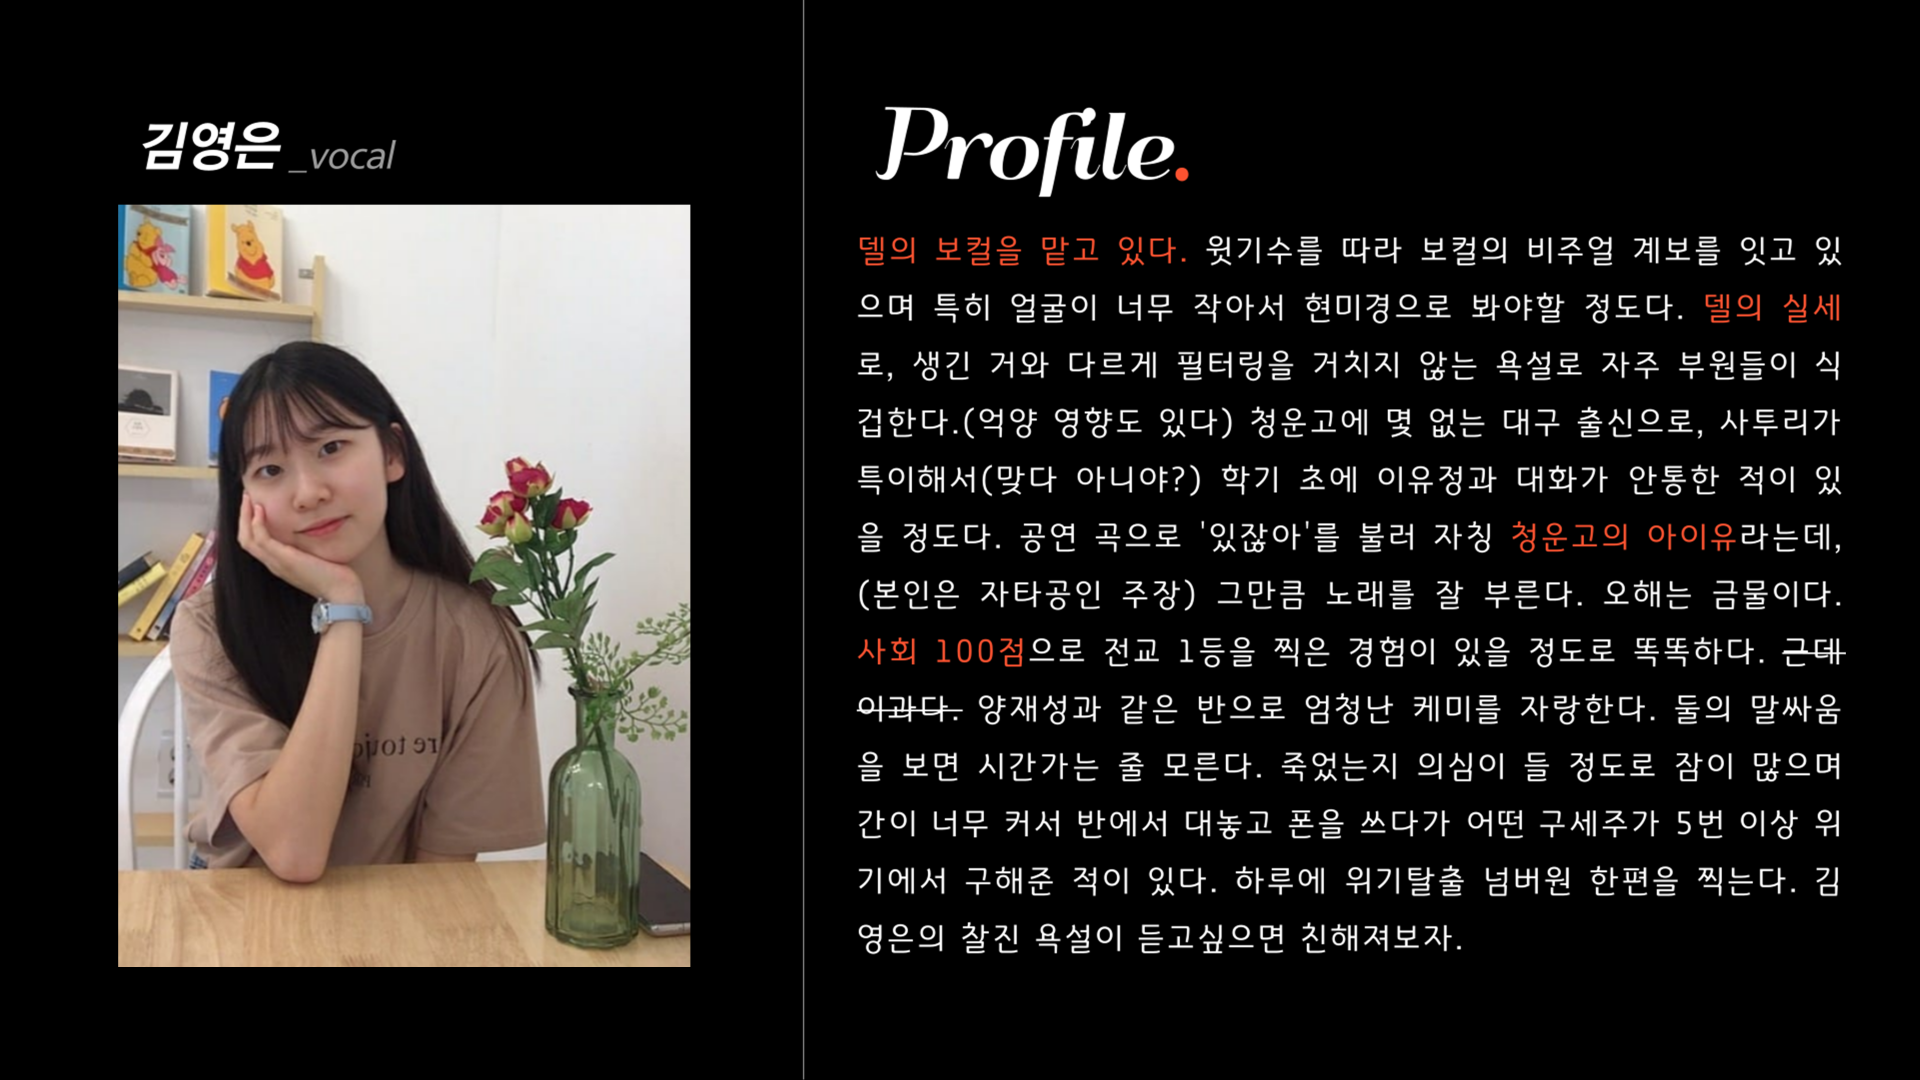 김영은 _vocal
Profile.
델의 보컬을 맡고 있다. 윗기수를 따라 보컬의 비주얼 계보를 잇고 있
으며 특히 얼굴이 너무 작아서 현미경으로 봐야할 정도다. 델의 실세
로, 생긴 거와 다르게 필터링을 거치지 않는 욕설로 자주 부원들이 식
겁한다.(억양 영향도 있다) 청운고에 몇 없는 대구 출신으로, 사투리가
특이해서(맞다 아니야?) 학기 초에 이유정과 대화가 안통한 적이 있
을 정도다. 공연 곡으로 '있잖아'를 불러 자칭 청운고의 아이유라는데,
(본인은 자타공인 주장) 그만큼 노래를 잘 부른다. 오해는 금물이다.
사회 100점으로 전교 1등을 찍은 경험이 있을 정도로 똑똑하다. 근데
이과다. 양재성과 같은 반으로 엄청난 케미를 자랑한다. 둘의 말싸움
을 보면 시간가는 줄 모른다. 죽었는지 의심이 들 정도로 잠이 많으며
간이 너무 커서 반에서 대놓고 폰을 쓰다가 어떤 구세주가 5번 이상 위
기에서 구해준 적이 있다. 하루에 위기탈출 넘버원 한편을 찍는다. 김
영은의 찰진 욕설이 듣고싶으면 친해져보자.